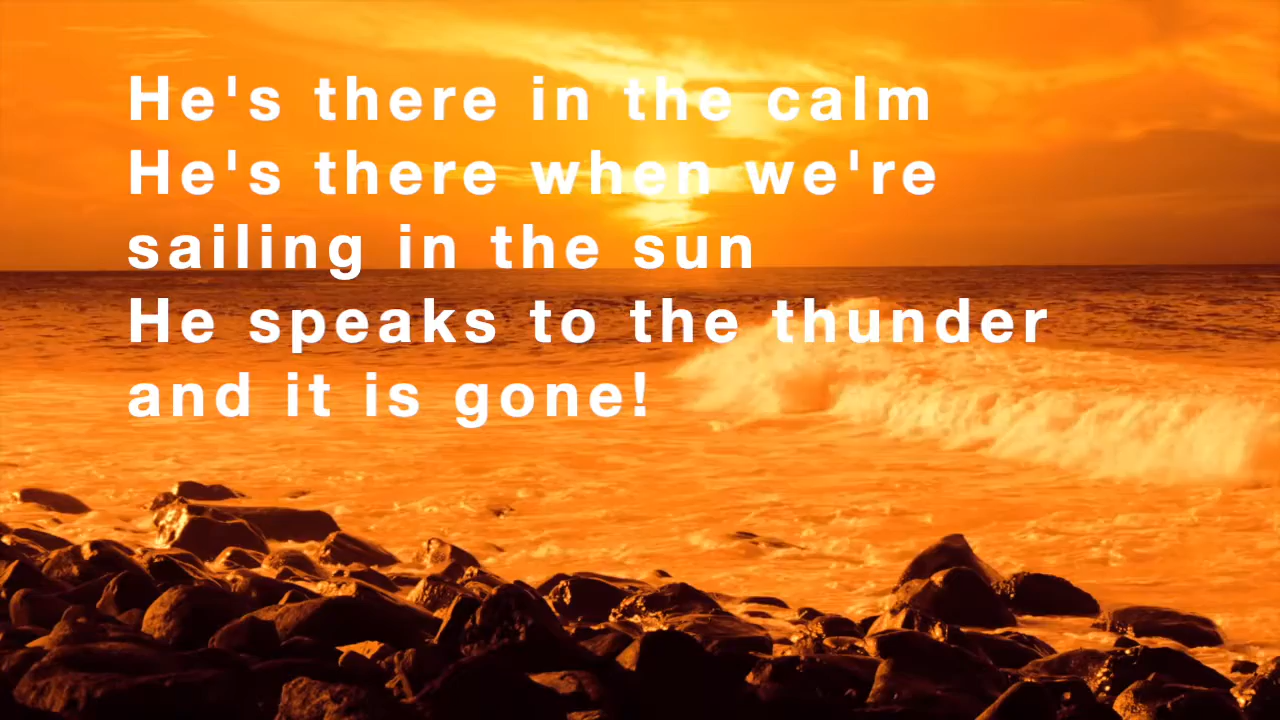 He's there in the calm
He's there when we're
sailing in the sun
He speaks to the thunder
and it is gone!